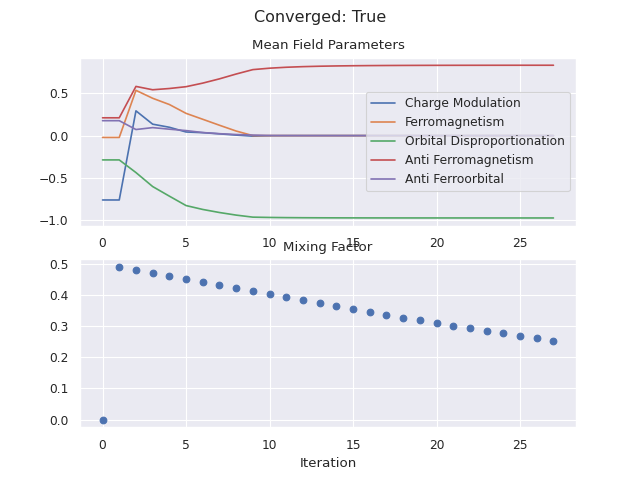 Converged: True
Mean Field Parameters
0.5
0.0
−0.5
−1.0
Charge Modulation
Ferromagnetism
Orbital Disproportionation
Anti Ferromagnetism
Anti Ferroorbital
0 5 10 15 20 25
Mixing Factor
0.5
0.4
0.3
0.2
0.1
0.0
0 5 10 15 20 25
Iteration